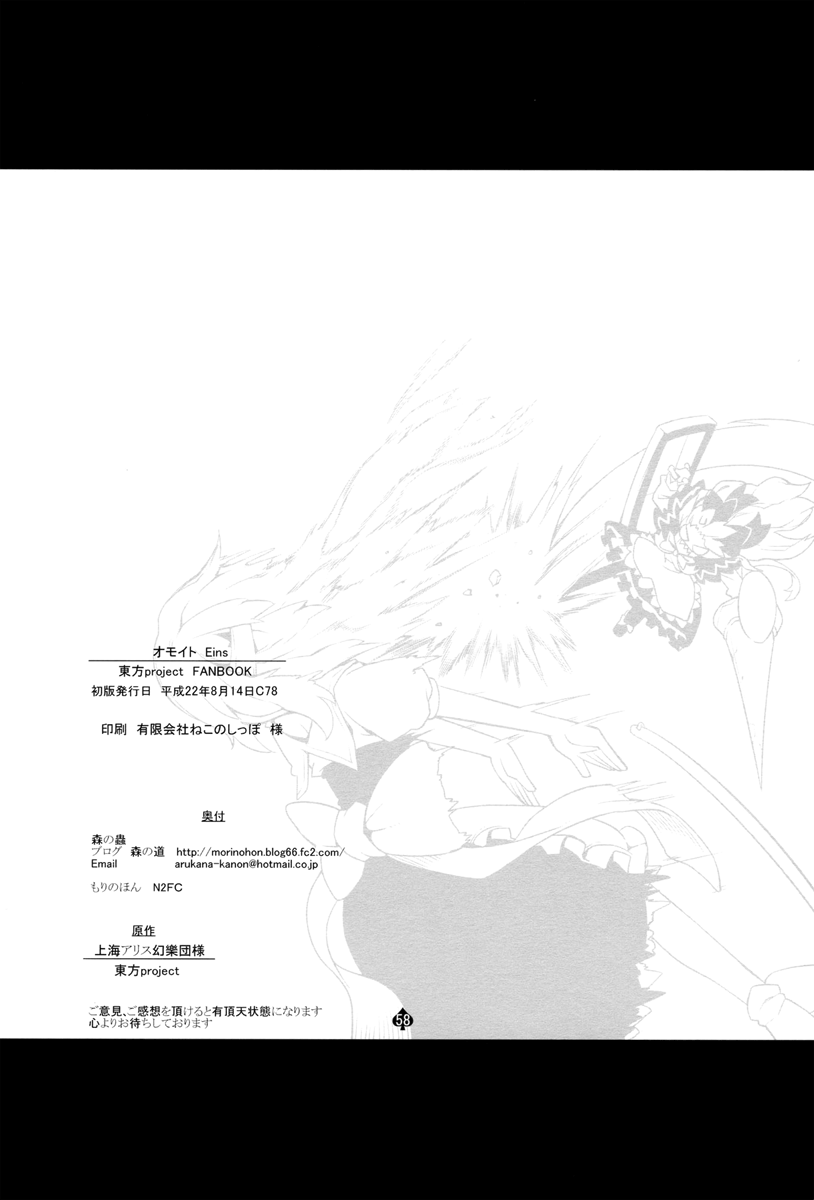 オモイト Eins
東方project FANBOOK
初版発行日 平成22年8月14日C78
印刷 有限会社ねこのしっぽ 様
奥付
森の蟲
ブログ 森の道 http://morinohon.blog66.fc2.com/
Email arukana-kanon@hotmail.co.jp
もりのほん N2FC
原作
上海アリス幻樂団様
東方project
ご意見、ご感想を頂けると有頂天状態になります
心よりお待ちしております
58